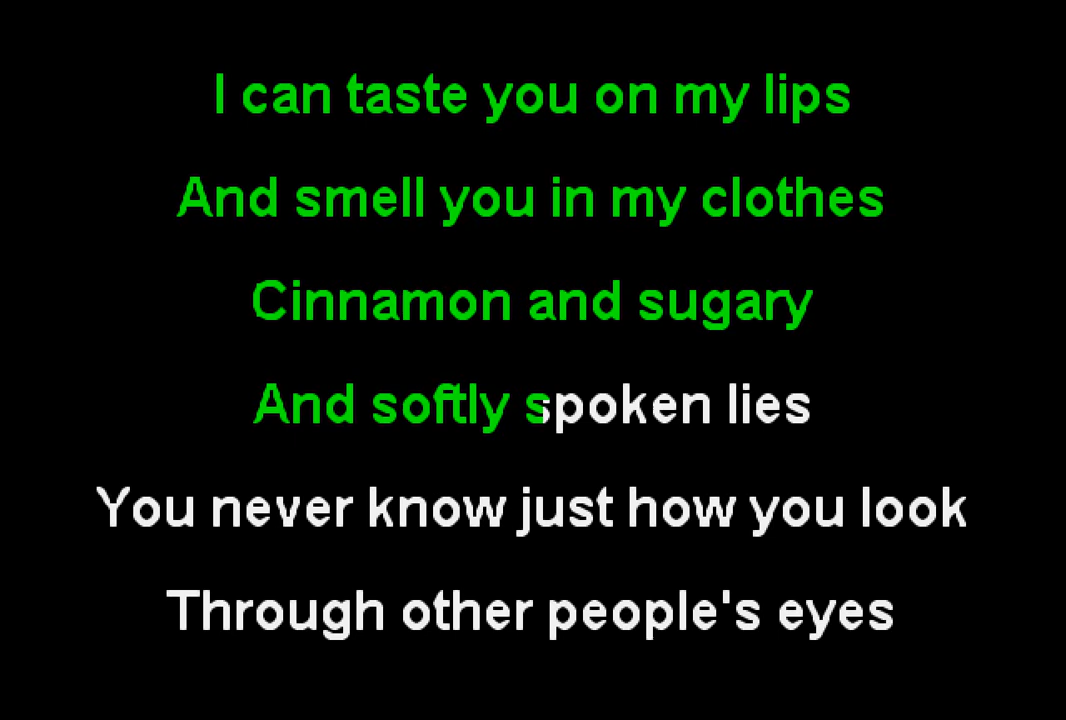 I can taste you on my lips
And smell you in my clothes
Cinnamon and sugary
And softly spoken lies
You never know just how you look
Through other people's eyes